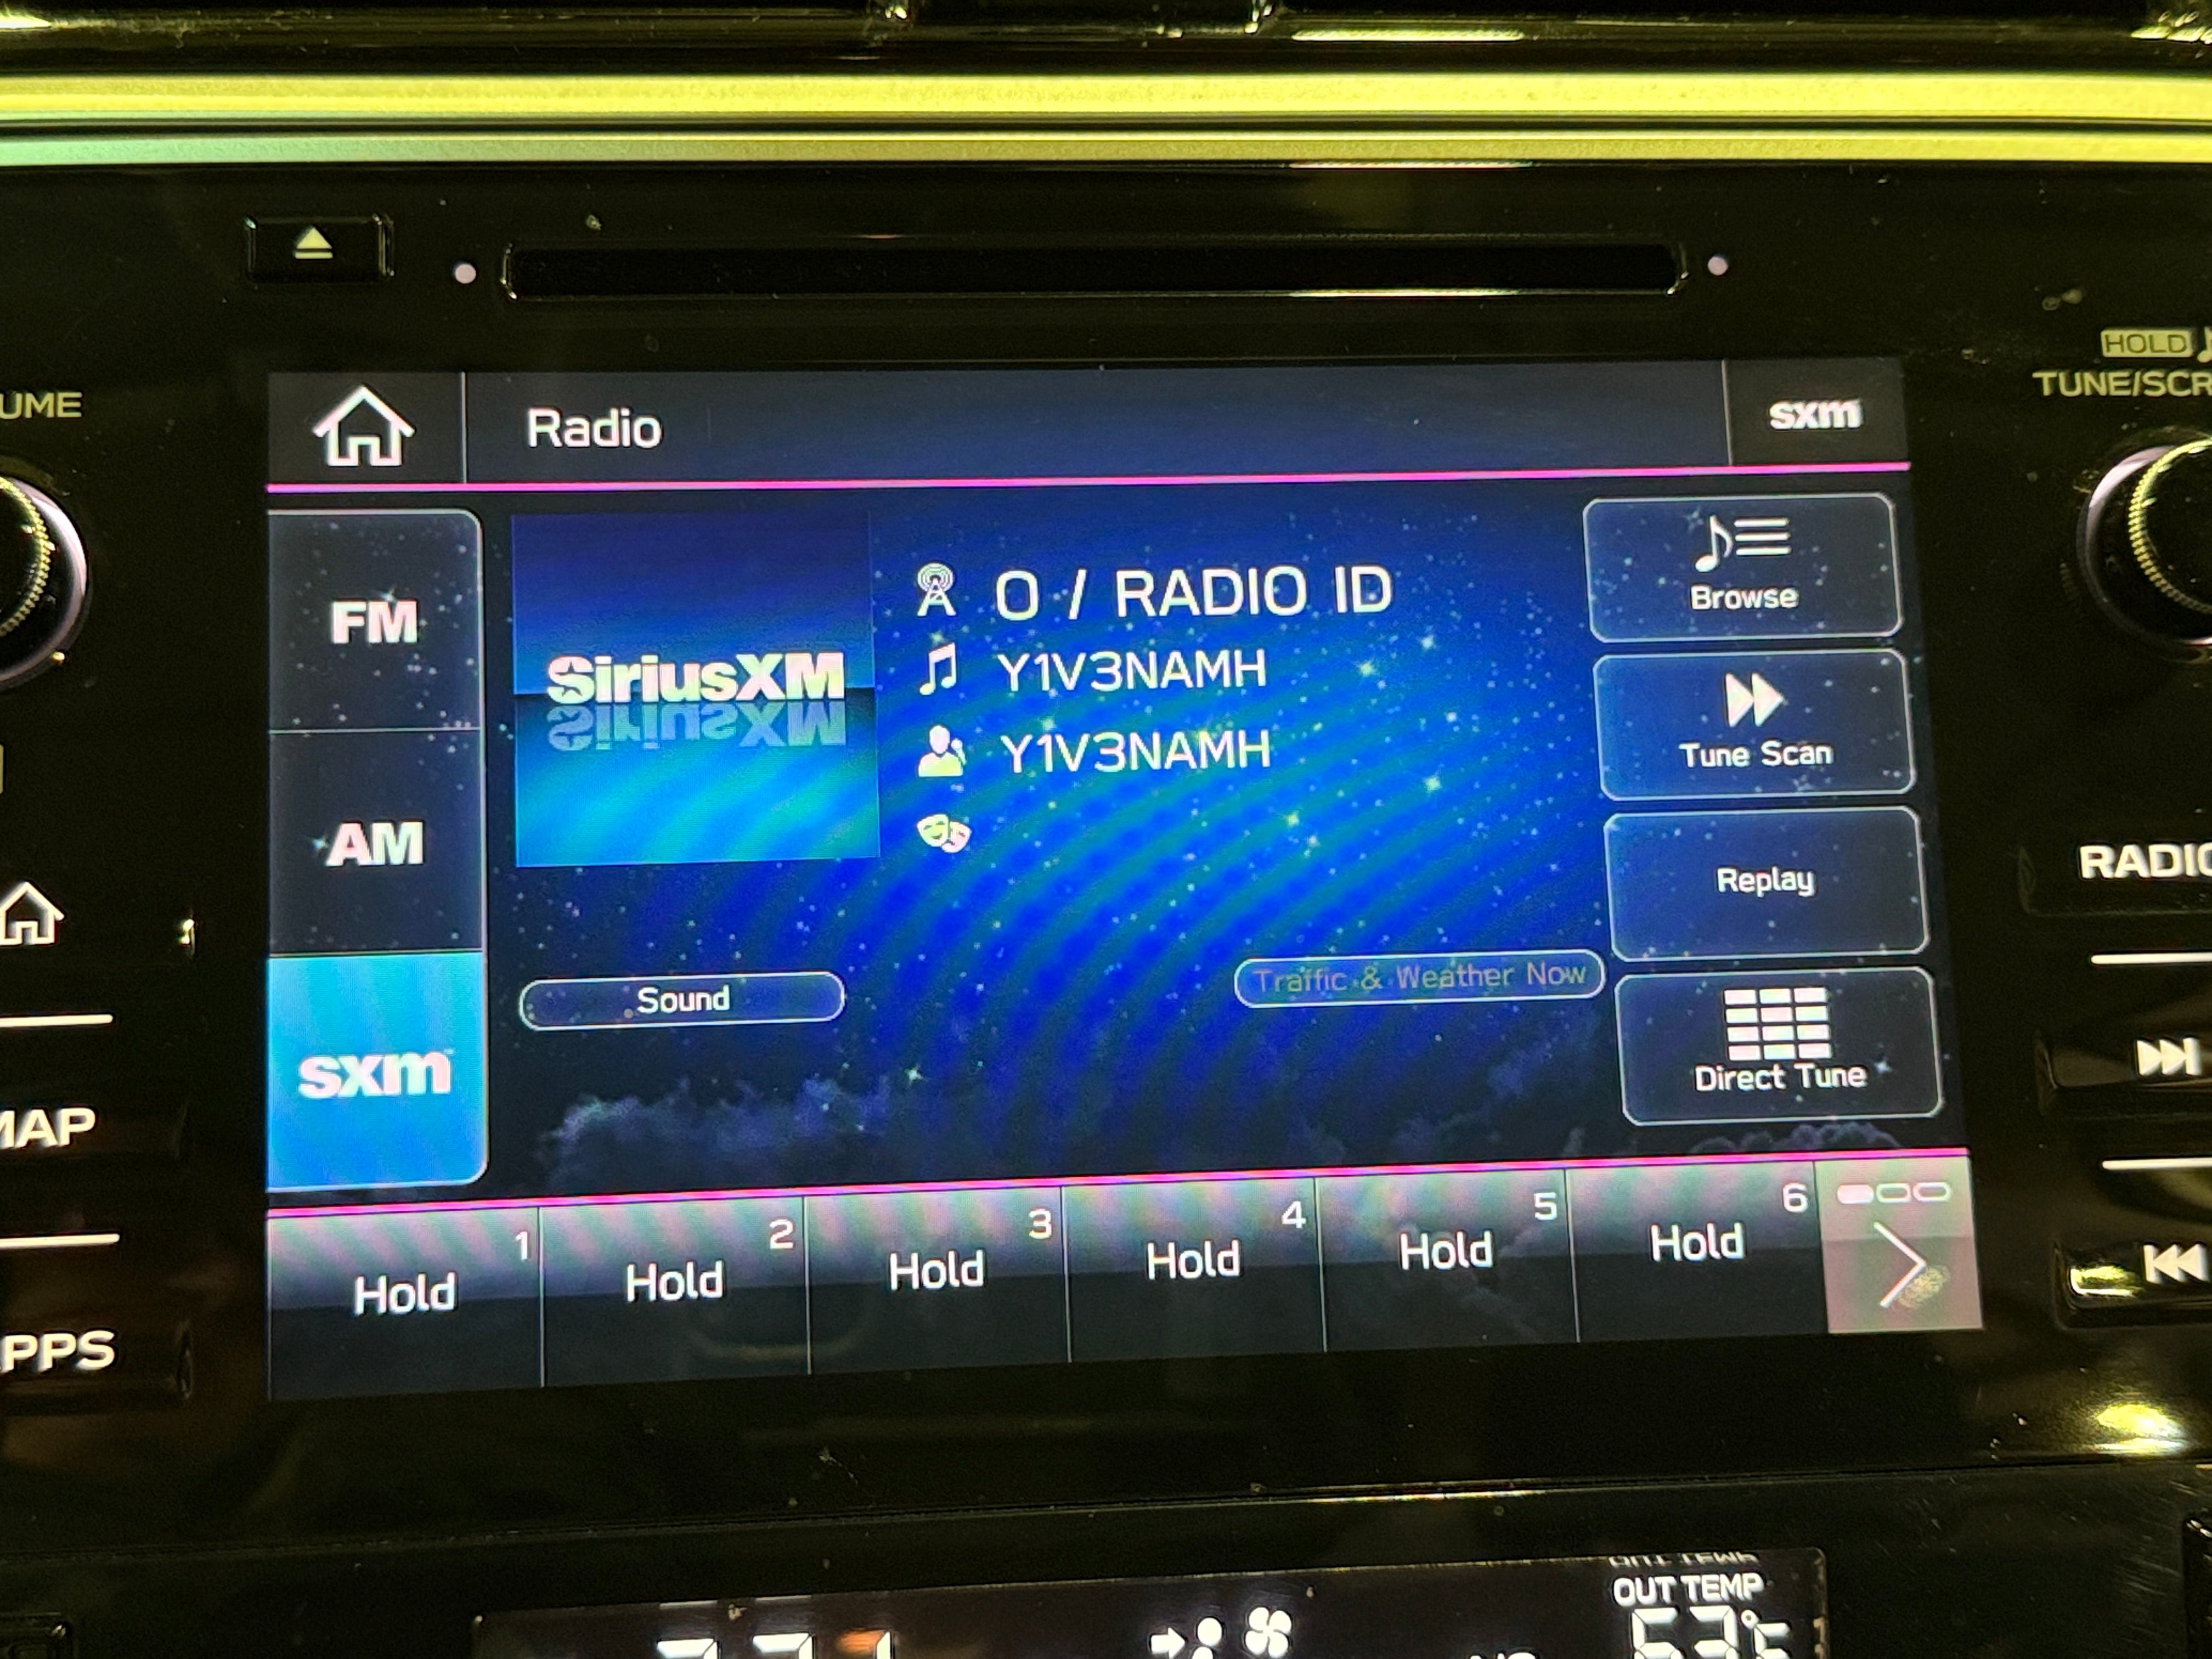 HOLD
UME
TUNE/SCR
Radio
sxm
FM
AM
sxm
SiriusXM
0 / RADIO ID
Y1V3NAMH
Y1V3NAMH
Browse
Tune Scan
Replay
Direct Tune
Sound
Traffic & Weather Now
RADIO
MAP
APPS
1
Hold
2
Hold
3
Hold
4
Hold
5
Hold
6
Hold
OUT TEMP